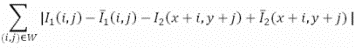 ∑_{(i,j)∈W} |I₁(i,j) − Ī₁(i,j) − I₂(x + i, y + j) + Ī₂(x + i, y + j)|